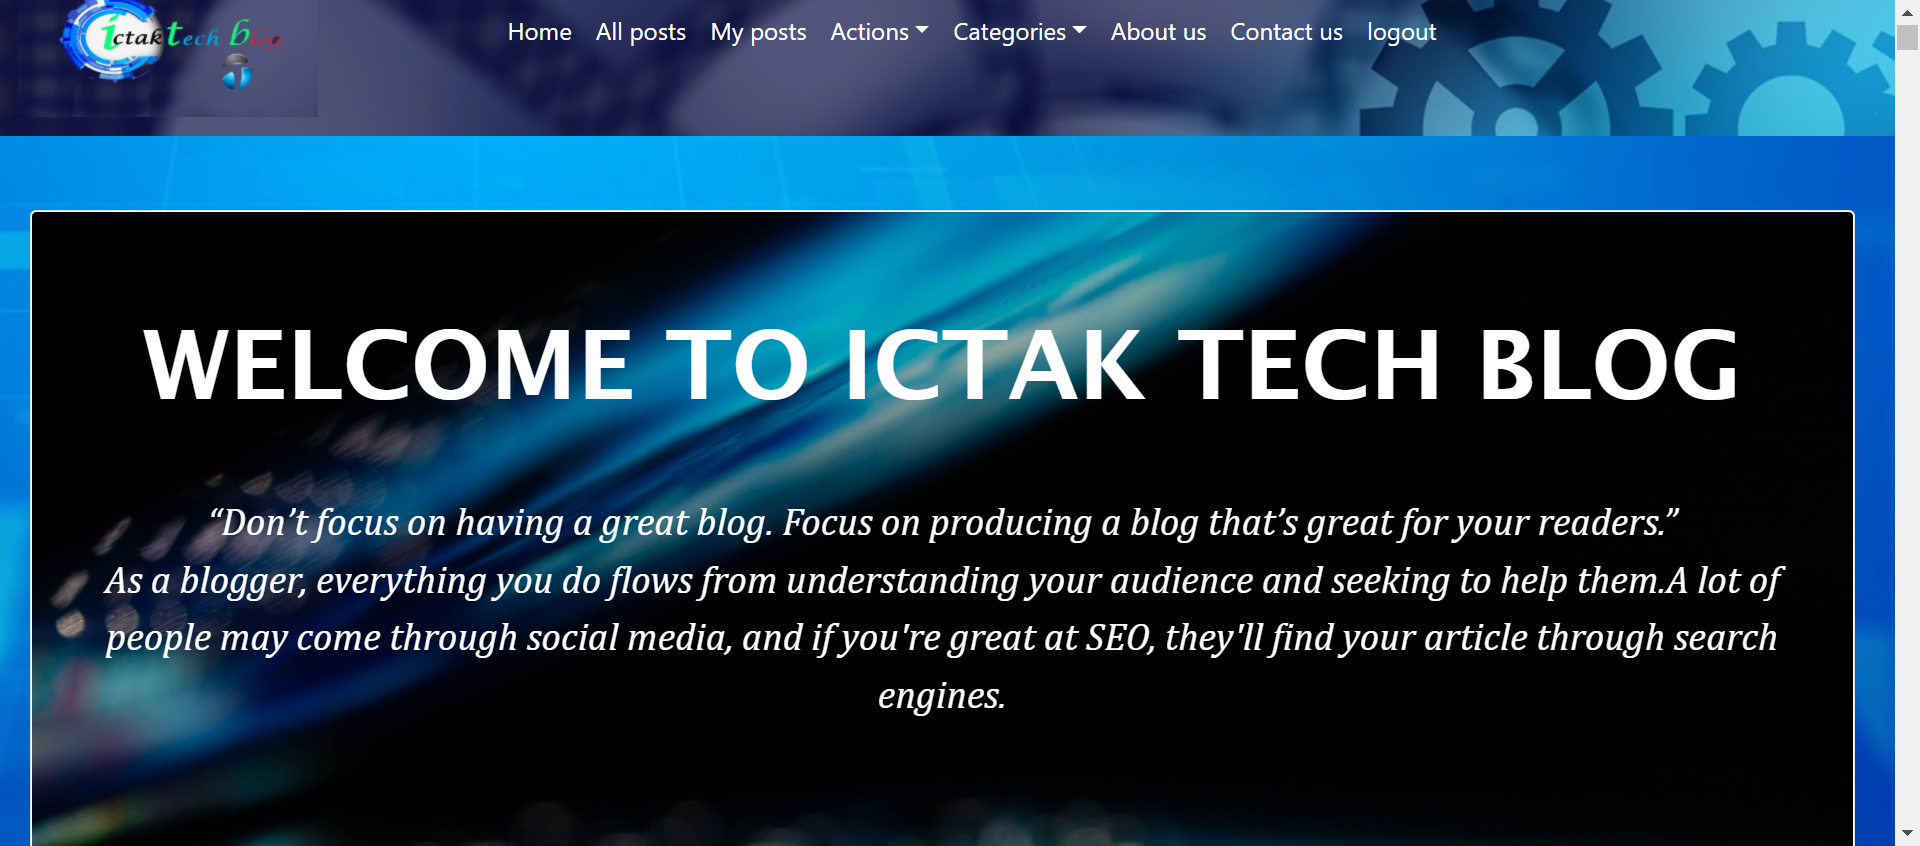 ictak tech blog
Home All posts My posts Actions Categories About us Contact us logout
WELCOME TO ICTAK TECH BLOG
“Don’t focus on having a great blog. Focus on producing a blog that’s great for your readers.”
As a blogger, everything you do flows from understanding your audience and seeking to help them.A lot of
people may come through social media, and if you're great at SEO, they'll find your article through search
engines.